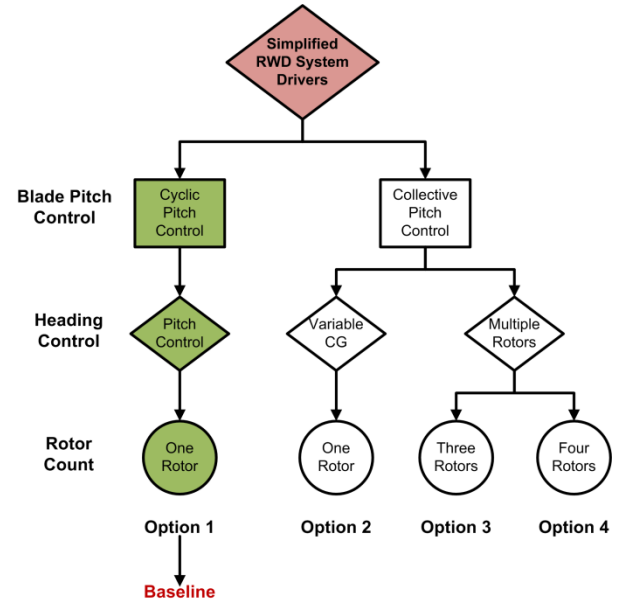 Simplified
RWD System
Drivers
Blade Pitch
Control
Cyclic
Pitch
Control
Collective
Pitch
Control
Heading
Control
Pitch
Control
Variable
CG
Multiple
Rotors
Rotor
Count
One
Rotor
One
Rotor
Three
Rotors
Four
Rotors
Option 1
Option 2
Option 3
Option 4
Baseline